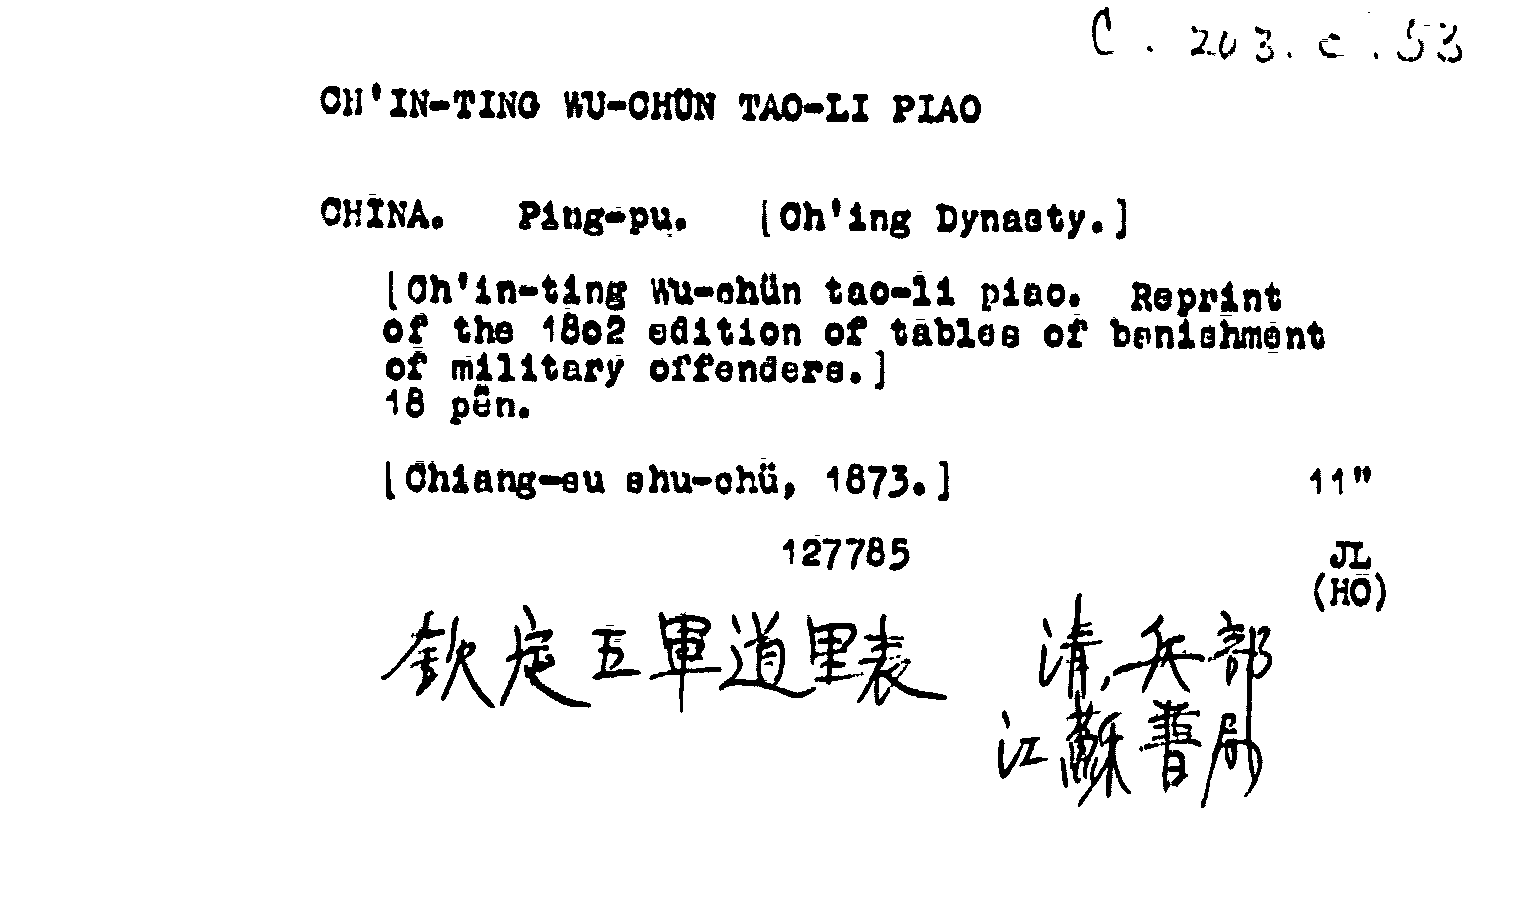 C. 203. c. 53
CH'IN-TING WU-CHÜN TAO-LI PIAO
CHINA. Ping-pu. [Ch'ing Dynasty.]
[Ch'in-ting Wu-chün tao-li piao. Reprint
of the 1802 edition of tables of banishment
of military offenders.]
18 pên.
[Chiang-su shu-chü, 1873.] 11"
127785 JL
(HO)
欽定五軍道里表 清,兵部
江蘇書局